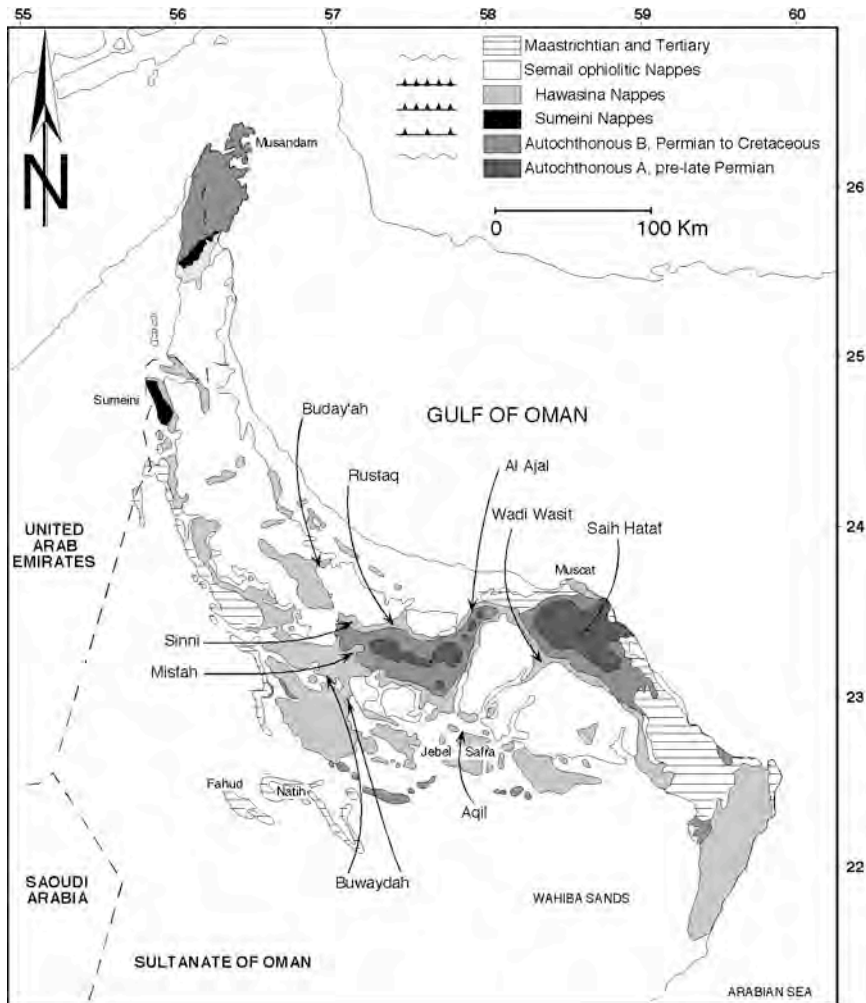 55 56 57 58 59 60
Maastrichtian and Tertiary
Semail ophiolitic Nappes
Hawasina Nappes
Sumeini Nappes
Autochthonous B, Permian to Cretaceous
Autochthonous A, pre-late Permian
0 100 Km
N
Musandam
26
25
Sumeini
Buday'ah
GULF OF OMAN
Rustaq
Al Ajal
Wadi Wasit
Saih Hatat
24
UNITED
ARAB
EMIRATES
Muscat
Sinni
Misfah
23
Jebel Safra
Fahud
Natih
Aqil
22
Buwaydah
SAOUDI
ARABIA
WAHIBA SANDS
SULTANATE OF OMAN
ARABIAN SEA